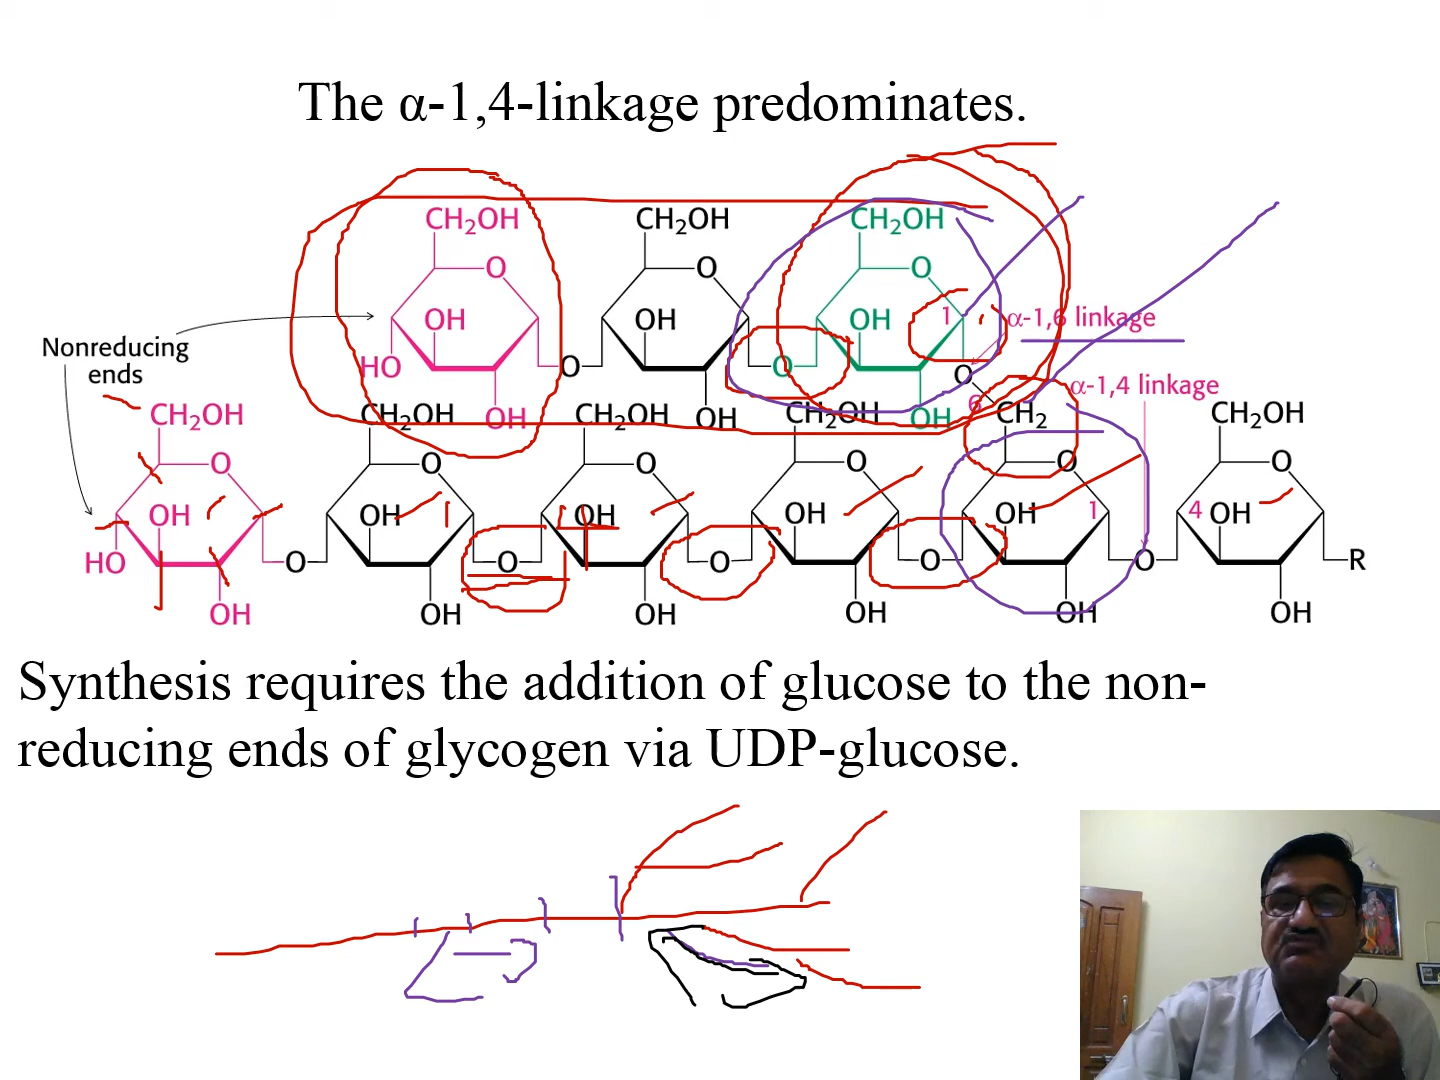 The α-1,4-linkage predominates.
CH₂OH CH₂OH CH₂OH
O O O
OH OH OH 1 α-1,6 linkage
Nonreducing
ends
HO O O O
OH OH OH 6 CH₂ α-1,4 linkage
CH₂OH CH₂OH CH₂OH CH₂OH CH₂OH
O O O O O O
OH OH OH OH OH 1 4 OH
HO O O O O O R
OH OH OH OH OH OH
Synthesis requires the addition of glucose to the non-
reducing ends of glycogen via UDP-glucose.